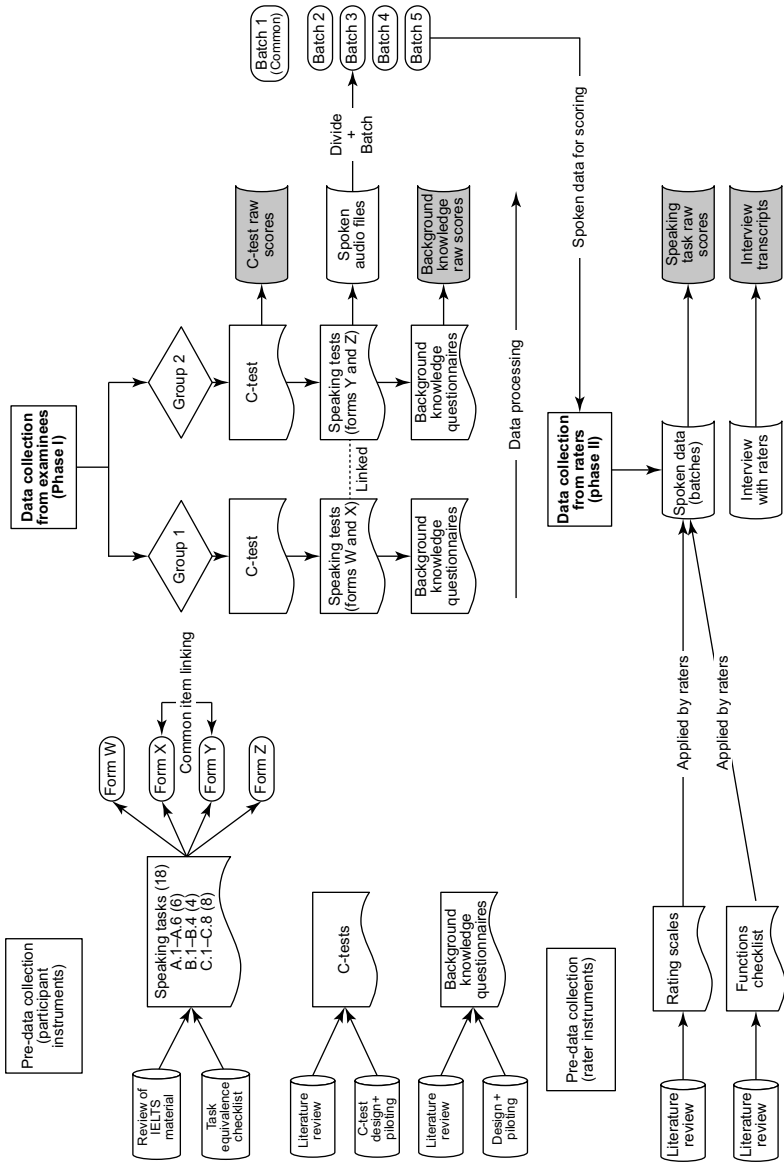 Pre-data collection
(participant
instruments)
Review of
IELTS
material
Task
equivalence
checklist
Speaking tasks (18)
A.1–A.6 (6)
B.1–B.4 (4)
C.1–C.8 (8)
Form W
Form X
Form Y
Form Z
Common item linking
Literature
review
C-test
design+
piloting
C-tests
Literature
review
Design +
piloting
Background
knowledge
questionnaires
Pre-data collection
(rater instruments)
Literature
review
Rating scales
Literature
review
Functions
checklist
Applied by raters
Applied by raters
Data collection
from examinees
(Phase I)
Group 1
Group 2
C-test
C-test
C-test raw
scores
Speaking tests
(forms W and X)
Linked
Speaking tests
(forms Y and Z)
Spoken
audio files
Divide
+
Batch
Batch 1
(Common)
Batch 2
Batch 3
Batch 4
Batch 5
Background
knowledge
questionnaires
Background
knowledge
questionnaires
Background
knowledge
raw scores
Data processing
Spoken data for scoring
Data collection
from raters
(phase II)
Spoken data
(batches)
Speaking
task raw
scores
Interview
with raters
Interview
transcripts